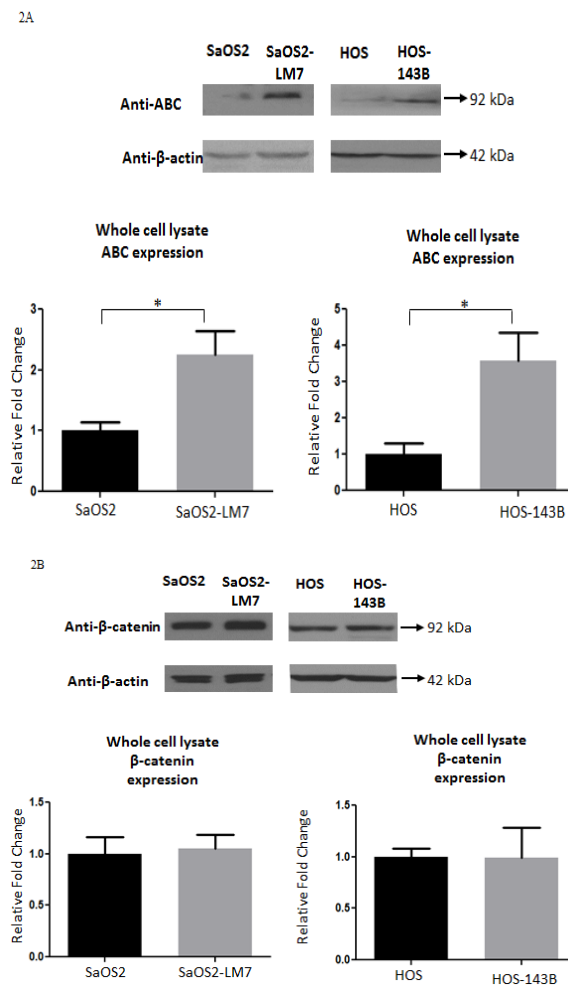 2A
SaOS2 SaOS2-LM7 HOS HOS-143B
Anti-ABC 92 kDa
Anti-β-actin 42 kDa
Whole cell lysate
ABC expression
Relative Fold Change
3
2
1
0
*
SaOS2 SaOS2-LM7
Whole cell lysate
ABC expression
Relative Fold Change
5
4
3
2
1
0
*
HOS HOS-143B
2B
SaOS2 SaOS2-LM7 HOS HOS-143B
Anti-β-catenin 92 kDa
Anti-β-actin 42 kDa
Whole cell lysate
β-catenin
expression
Relative Fold Change
1.5
1.0
0.5
0.0
SaOS2 SaOS2-LM7
Whole cell lysate
β-catenin
expression
Relative Fold Change
1.5
1.0
0.5
0.0
HOS HOS-143B